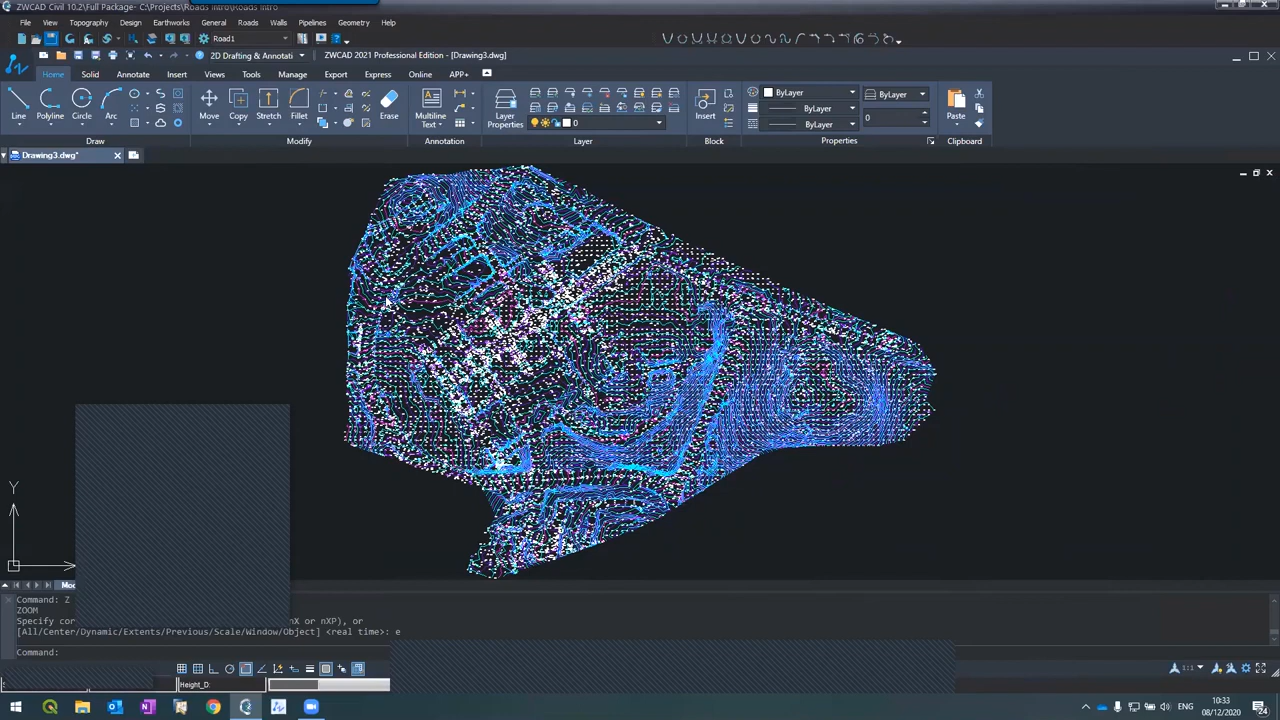 ZWCAD Civil 10.2\Full Package- C:\Projects\Roads Intro\Roads Intro
File View Topography Design Earthworks General Roads Walls Pipelines Geometry Help
Road1
2D Drafting & Annotati ZWCAD 2021 Professional Edition - [Drawing3.dwg]
Home Solid Annotate Insert Views Tools Manage Export Express Online APP+
ByLayer ByLayer
ByLayer 0
ByLayer
Line Polyline Circle Arc Move Copy Stretch Fillet Erase Multiline Text Layer Properties 0 Insert Paste
Draw Modify Annotation Layer Block Properties Clipboard
Drawing3.dwg*
Y
Command: Z
ZOOM
Specify cor nX or nXP), or
[All/Center/Dynamic/Extents/Previous/Scale/Window/Object] <real time>: e
Command:
1:1
Height_D:
ENG 10:33
08/12/2020 24